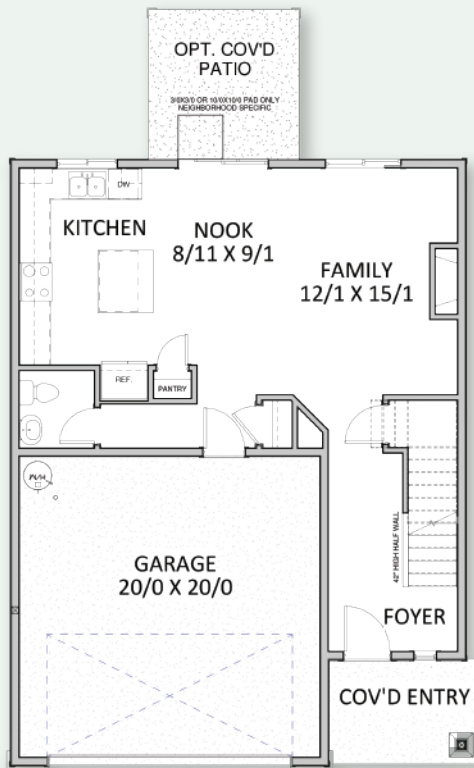 OPT. COV'D
PATIO
3/0X3/0 OR 10/0X10/0 PAD ONLY
NEIGHBORHOOD SPECIFIC
DW
KITCHEN
NOOK
8/11 X 9/1
FAMILY
12/1 X 15/1
REF.
PANTRY
42" HIGH HALF WALL
GARAGE
20/0 X 20/0
FOYER
COV'D ENTRY